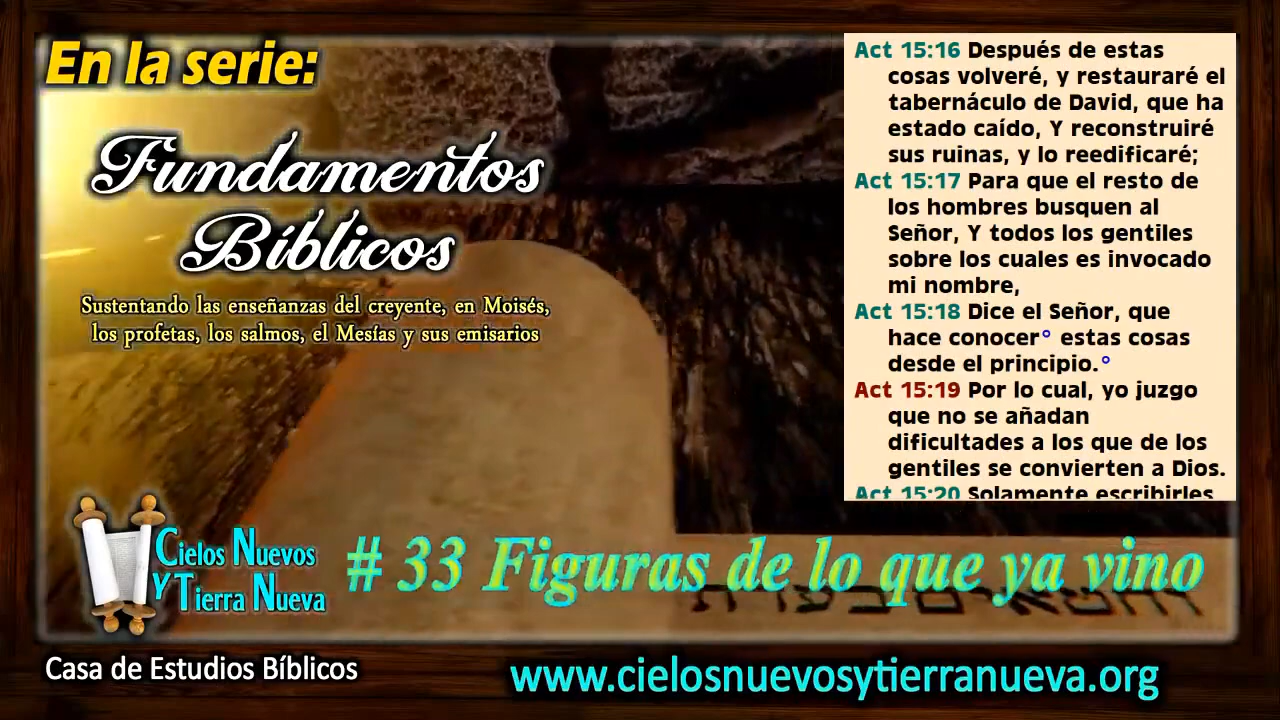 En la serie:
Fundamentos
Bíblicos
Sustentando las enseñanzas del creyente, en Moisés,
los profetas, los salmos, el Mesías y sus emisarios
Act 15:16 Después de estas
cosas volveré, y restauraré el
tabernáculo de David, que ha
estado caído, Y reconstruiré
sus ruinas, y lo reedificaré;
Act 15:17 Para que el resto de
los hombres busquen al
Señor, Y todos los gentiles
sobre los cuales es invocado
mi nombre,
Act 15:18 Dice el Señor, que
hace conocer° estas cosas
desde el principio.°
Act 15:19 Por lo cual, yo juzgo
que no se añadan
dificultades a los que de los
gentiles se convierten a Dios.
Act 15:20 Solamente escribirles
Cielos Nuevos
Y Tierra Nueva
# 33 Figuras de lo que ya vino
Casa de Estudios Bíblicos
www.cielosnuevosytierranueva.org